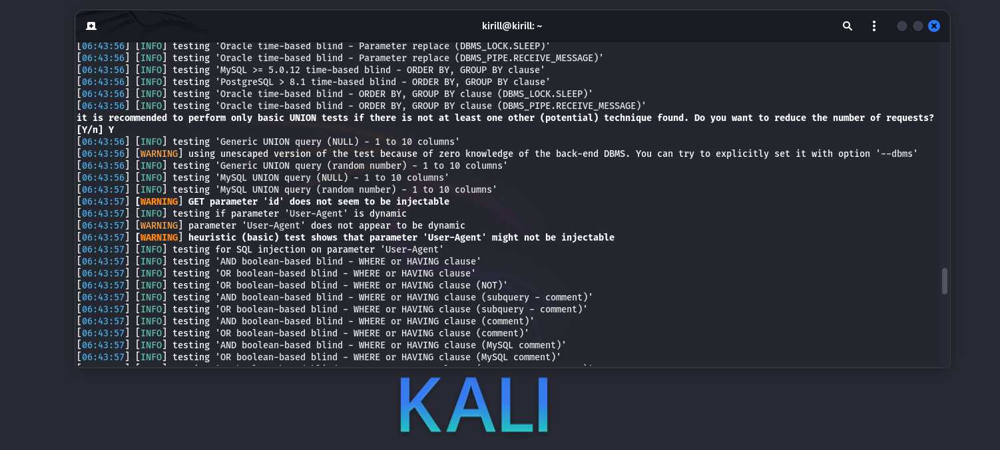 kirill@kirill: ~
[06:43:56] [INFO] testing 'Oracle time-based blind - Parameter replace (DBMS_LOCK.SLEEP)'
[06:43:56] [INFO] testing 'Oracle time-based blind - Parameter replace (DBMS_PIPE.RECEIVE_MESSAGE)'
[06:43:56] [INFO] testing 'MySQL >= 5.0.12 time-based blind - ORDER BY, GROUP BY clause'
[06:43:56] [INFO] testing 'PostgreSQL > 8.1 time-based blind - ORDER BY, GROUP BY clause'
[06:43:56] [INFO] testing 'Oracle time-based blind - ORDER BY, GROUP BY clause (DBMS_LOCK.SLEEP)'
[06:43:56] [INFO] testing 'Oracle time-based blind - ORDER BY, GROUP BY clause (DBMS_PIPE.RECEIVE_MESSAGE)'
it is recommended to perform only basic UNION tests if there is not at least one other (potential) technique found. Do you want to reduce the number of requests?
[Y/n] Y
[06:43:56] [INFO] testing 'Generic UNION query (NULL) - 1 to 10 columns'
[06:43:56] [WARNING] using unescaped version of the test because of zero knowledge of the back-end DBMS. You can try to explicitly set it with option '--dbms'
[06:43:56] [INFO] testing 'Generic UNION query (random number) - 1 to 10 columns'
[06:43:56] [INFO] testing 'MySQL UNION query (NULL) - 1 to 10 columns'
[06:43:57] [INFO] testing 'MySQL UNION query (random number) - 1 to 10 columns'
[06:43:57] [WARNING] GET parameter 'id' does not seem to be injectable
[06:43:57] [INFO] testing if parameter 'User-Agent' is dynamic
[06:43:57] [WARNING] parameter 'User-Agent' does not appear to be dynamic
[06:43:57] [WARNING] heuristic (basic) test shows that parameter 'User-Agent' might not be injectable
[06:43:57] [INFO] testing for SQL injection on parameter 'User-Agent'
[06:43:57] [INFO] testing 'AND boolean-based blind - WHERE or HAVING clause'
[06:43:57] [INFO] testing 'OR boolean-based blind - WHERE or HAVING clause'
[06:43:57] [INFO] testing 'OR boolean-based blind - WHERE or HAVING clause (NOT)'
[06:43:57] [INFO] testing 'AND boolean-based blind - WHERE or HAVING clause (subquery - comment)'
[06:43:57] [INFO] testing 'OR boolean-based blind - WHERE or HAVING clause (subquery - comment)'
[06:43:57] [INFO] testing 'AND boolean-based blind - WHERE or HAVING clause (comment)'
[06:43:57] [INFO] testing 'OR boolean-based blind - WHERE or HAVING clause (comment)'
[06:43:57] [INFO] testing 'AND boolean-based blind - WHERE or HAVING clause (MySQL comment)'
[06:43:57] [INFO] testing 'OR boolean-based blind - WHERE or HAVING clause (MySQL comment)'
KALI